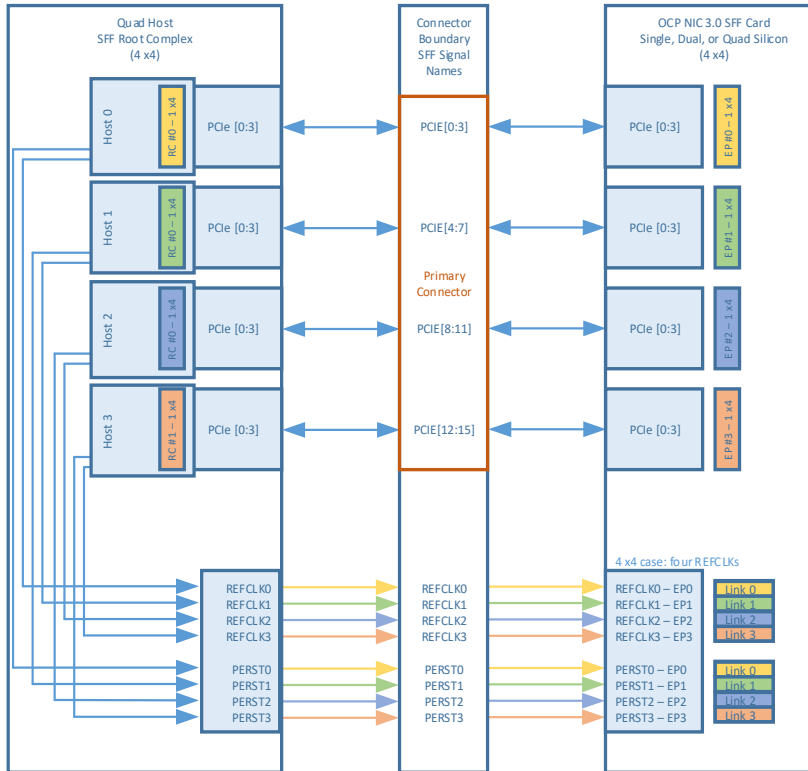 Quad Host
SFF Root Complex
(4 x4)
Connector
Boundary
SFF Signal
Names
OCP NIC 3.0 SFF Card
Single, Dual, or Quad Silicon
(4 x4)
Host 0
RC #0 – 1 x4
PCIe [0:3]
PCIE[0:3]
PCIe [0:3]
EP #0 – 1 x4
Host 1
RC #0 – 1 x4
PCIe [0:3]
PCIE[4:7]
PCIe [0:3]
EP #1 – 1 x4
Primary
Connector
Host 2
RC #0 – 1 x4
PCIe [0:3]
PCIE[8:11]
PCIe [0:3]
EP #2 – 1 x4
Host 3
RC #1 – 1 x4
PCIe [0:3]
PCIE[12:15]
PCIe [0:3]
EP #3 – 1 x4
4 x4 case: four REFCLKs
REFCLK0
REFCLK0
REFCLK0 – EP0
Link 0
REFCLK1
REFCLK1
REFCLK1 – EP1
Link 1
REFCLK2
REFCLK2
REFCLK2 – EP2
Link 2
REFCLK3
REFCLK3
REFCLK3 – EP3
Link 3
PERST0
PERST0
PERST0 – EP0
Link 0
PERST1
PERST1
PERST1 – EP1
Link 1
PERST2
PERST2
PERST2 – EP2
Link 2
PERST3
PERST3
PERST3 – EP3
Link 3